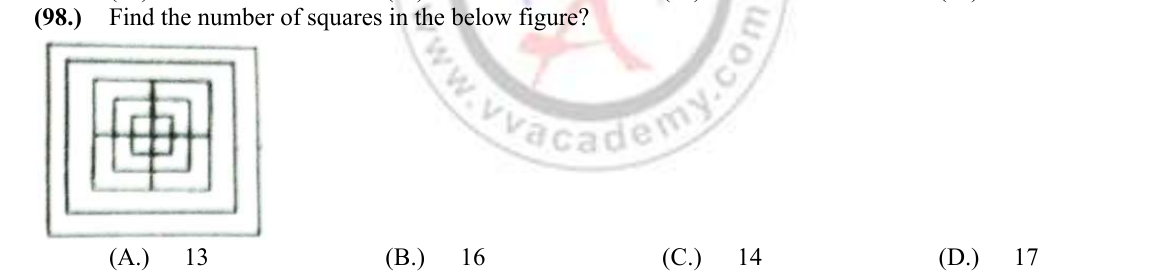 (98.) Find the number of squares in the below figure?
www.vvacademy.com
(A.) 13 (B.) 16 (C.) 14 (D.) 17